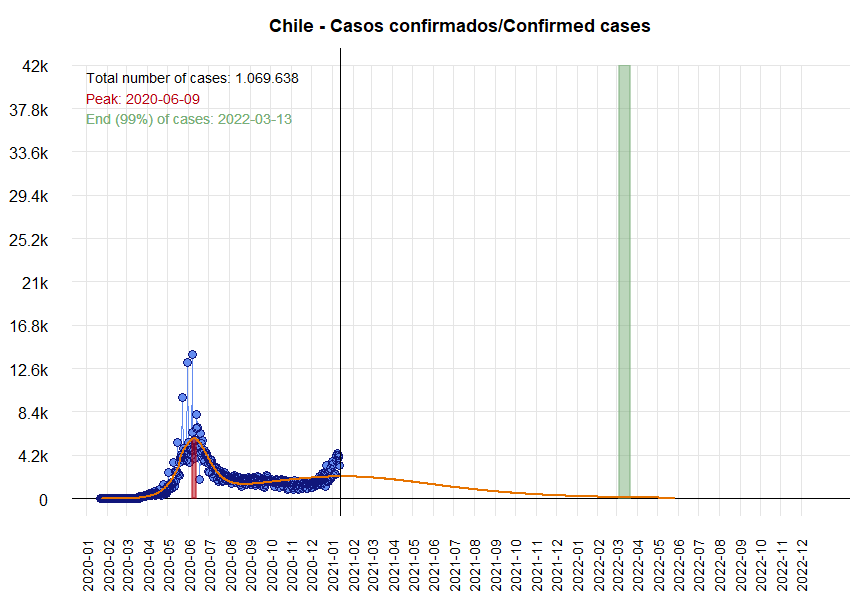 Chile - Casos confirmados/Confirmed cases
42k
Total number of cases: 1.069.638
Peak: 2020-06-09
37.8k
End (99%) of cases: 2022-03-13
33.6k
29.4k
25.2k
21k
16.8k
12.6k
8.4k
4.2k
0
2020-01
2020-02
2020-03
2020-04
2020-05
2020-06
2020-07
2020-08
2020-09
2020-10
2020-11
2020-12
2021-01
2021-02
2021-03
2021-04
2021-05
2021-06
2021-07
2021-08
2021-09
2021-10
2021-11
2021-12
2022-01
2022-02
2022-03
2022-04
2022-05
2022-06
2022-07
2022-08
2022-09
2022-10
2022-11
2022-12